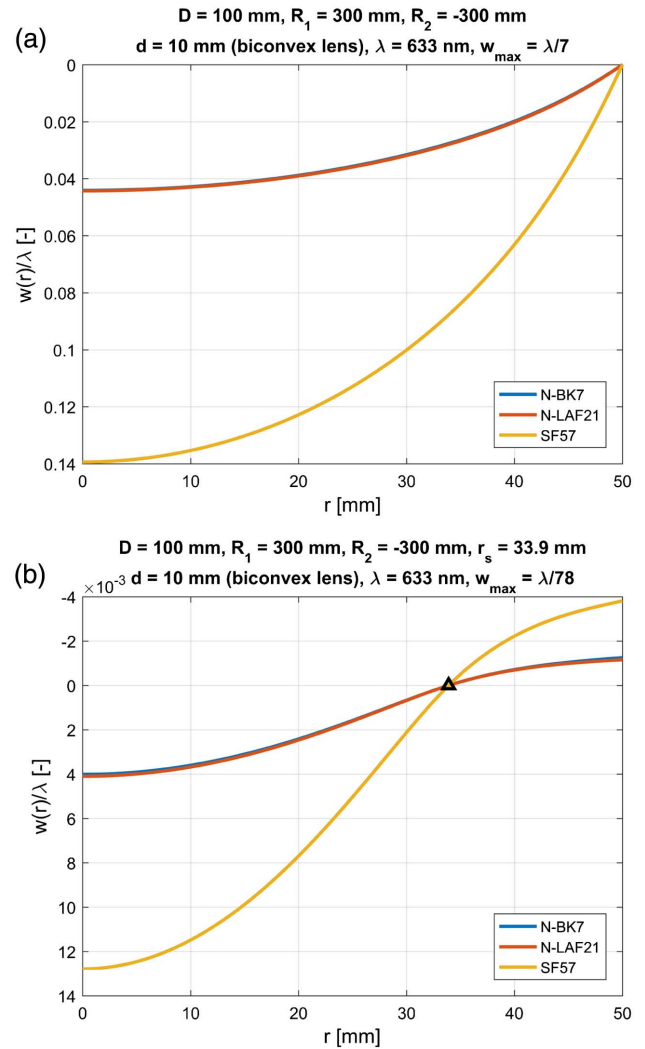 (a)
D = 100 mm, R₁ = 300 mm, R₂ = -300 mm
d = 10 mm (biconvex lens), λ = 633 nm, wₘₐₓ = λ/7
0
0.02
0.04
0.06
0.08
0.1
0.12
0.14
w(r)/λ [-]
N-BK7
N-LAF21
SF57
0 10 20 30 40 50
r [mm]
(b)
D = 100 mm, R₁ = 300 mm, R₂ = -300 mm, rₛ = 33.9 mm
×10⁻³ d = 10 mm (biconvex lens), λ = 633 nm, wₘₐₓ = λ/78
-4
-2
0
2
4
6
8
10
12
14
w(r)/λ [-]
N-BK7
N-LAF21
SF57
0 10 20 30 40 50
r [mm]